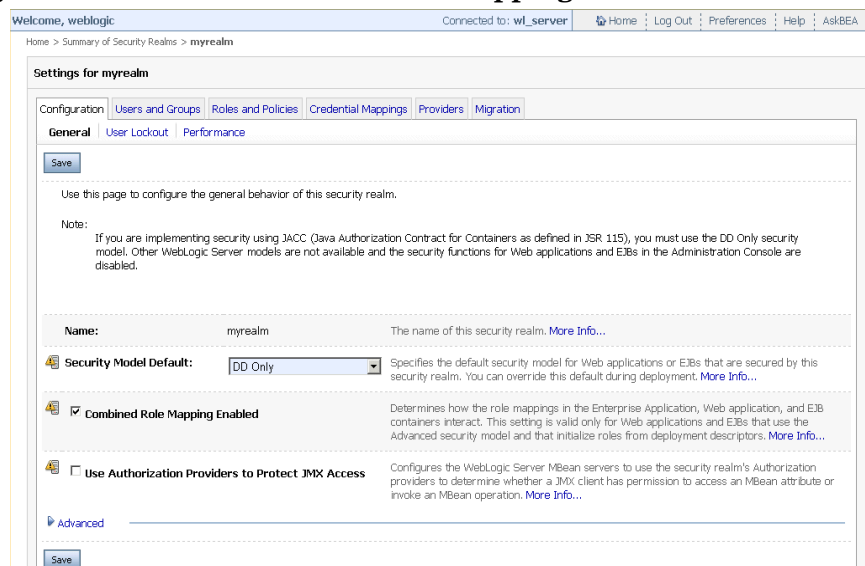 Welcome, weblogic Connected to: wl_server Home Log Out Preferences Help AskBEA
Home > Summary of Security Realms > myrealm
Settings for myrealm
Configuration Users and Groups Roles and Policies Credential Mappings Providers Migration
General User Lockout Performance
Save
Use this page to configure the general behavior of this security realm.
Note:
If you are implementing security using JACC (Java Authorization Contract for Containers as defined in JSR 115), you must use the DD Only security
model. Other WebLogic Server models are not available and the security functions for Web applications and EJBs in the Administration Console are
disabled.
Name: myrealm The name of this security realm. More Info...
Security Model Default: DD Only Specifies the default security model for Web applications or EJBs that are secured by this
security realm. You can override this default during deployment. More Info...
Combined Role Mapping Enabled Determines how the role mappings in the Enterprise Application, Web application, and EJB
containers interact. This setting is valid only for Web applications and EJBs that use the
Advanced security model and that initialize roles from deployment descriptors. More Info...
Use Authorization Providers to Protect JMX Access Configures the WebLogic Server MBean servers to use the security realm's Authorization
providers to determine whether a JMX client has permission to access an MBean attribute or
invoke an MBean operation. More Info...
Advanced
Save